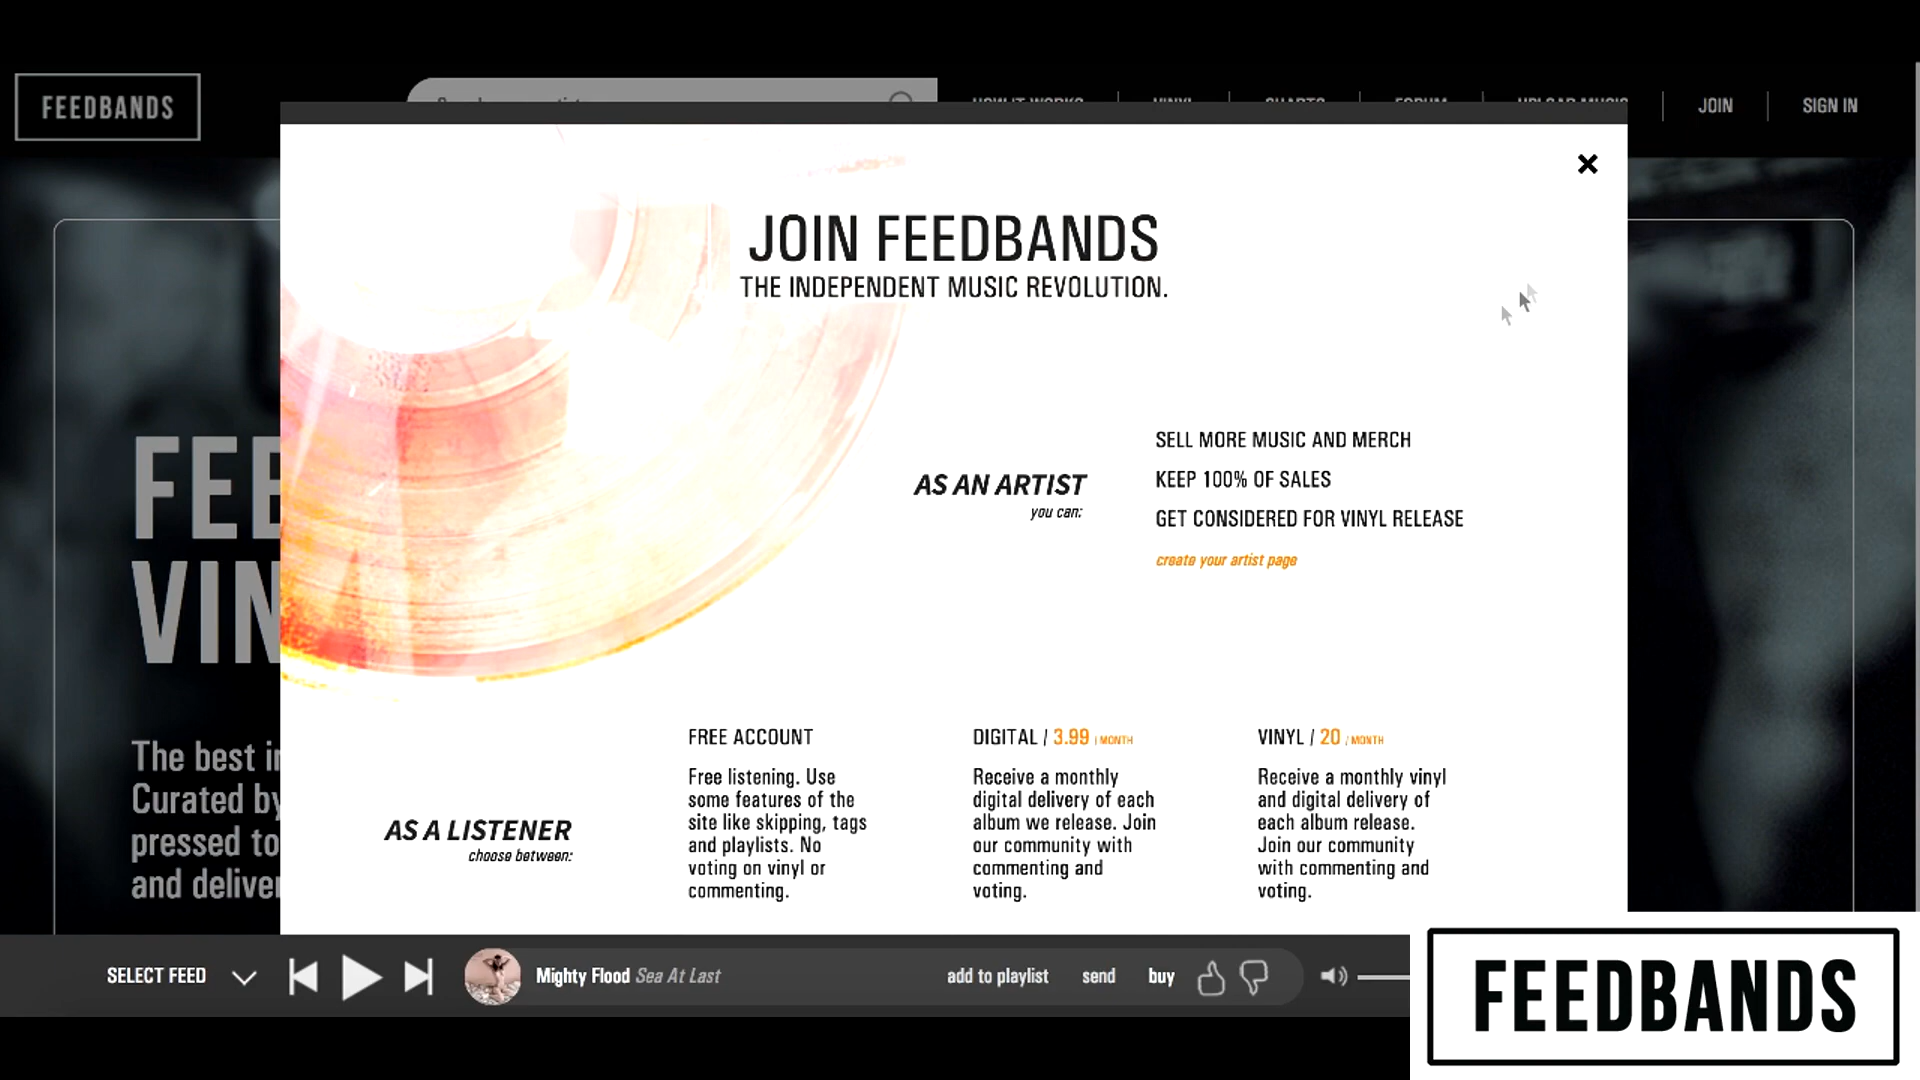 FEEDBANDS
JOIN
SIGN IN
JOIN FEEDBANDS
THE INDEPENDENT MUSIC REVOLUTION.
AS AN ARTIST
you can:
SELL MORE MUSIC AND MERCH
KEEP 100% OF SALES
GET CONSIDERED FOR VINYL RELEASE
create your artist page
FEE
VIN
The best i
Curated by
pressed to
and deliver
AS A LISTENER
choose between:
FREE ACCOUNT
Free listening. Use
some features of the
site like skipping, tags
and playlists. No
voting on vinyl or
commenting.
DIGITAL / 3.99 / MONTH
Receive a monthly
digital delivery of each
album we release. Join
our community with
commenting and
voting.
VINYL / 20 / MONTH
Receive a monthly vinyl
and digital delivery of
each album release.
Join our community
with commenting and
voting.
SELECT FEED
Mighty Flood Sea At Last
add to playlist
send
buy
FEEDBANDS